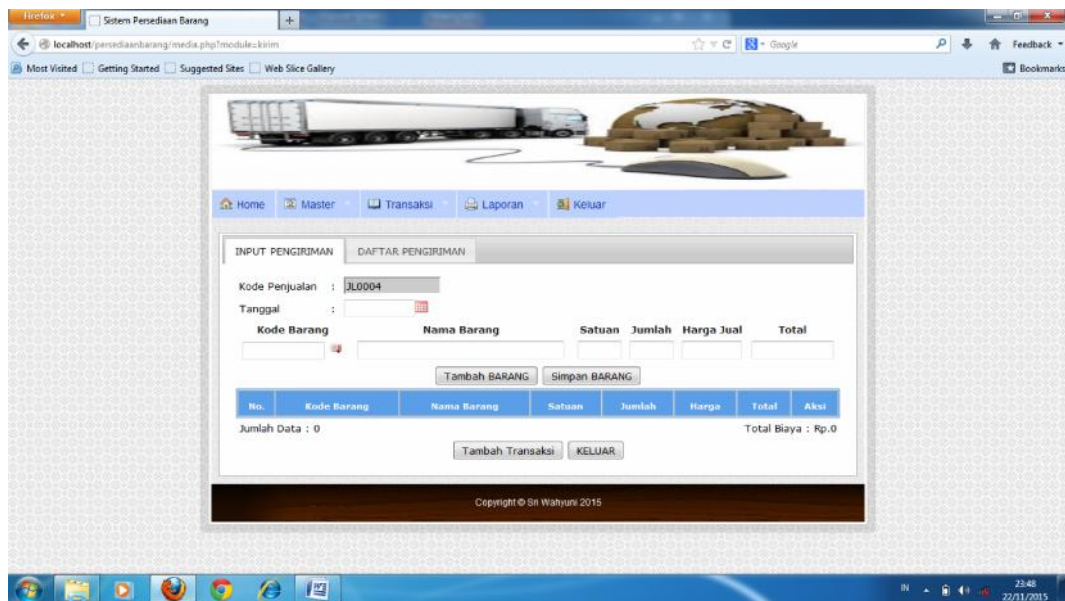 Firefox
Sistem Persediaan Barang
+
localhost/persediaanbarang/media.php?module=kirim
Google
Feedback
Most Visited Getting Started Suggested Sites Web Slice Gallery
Bookmarks
Home Master Transaksi Laporan Keluar
INPUT PENGIRIMAN DAFTAR PENGIRIMAN
Kode Penjualan : JL0004
Tanggal :
Kode Barang Nama Barang Satuan Jumlah Harga Jual Total
Tambah BARANG Simpan BARANG
No. Kode Barang Nama Barang Satuan Jumlah Harga Total Aksi
Jumlah Data : 0 Total Biaya : Rp.0
Tambah Transaksi KELUAR
Copyright © Sri Wahyuni 2015
IN
23:48
22/11/2015